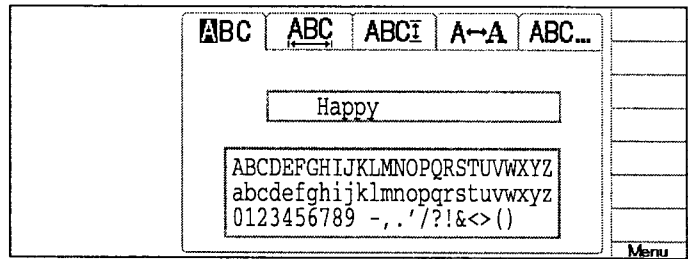 ABC ABC ABC A↔A ABC...
Happy
ABCDEFGHIJKLMNOPQRSTUVWXYZ
abcdefghijklmnopqrstuvwxyz
0123456789 -,.'/?!&<>()
Menu